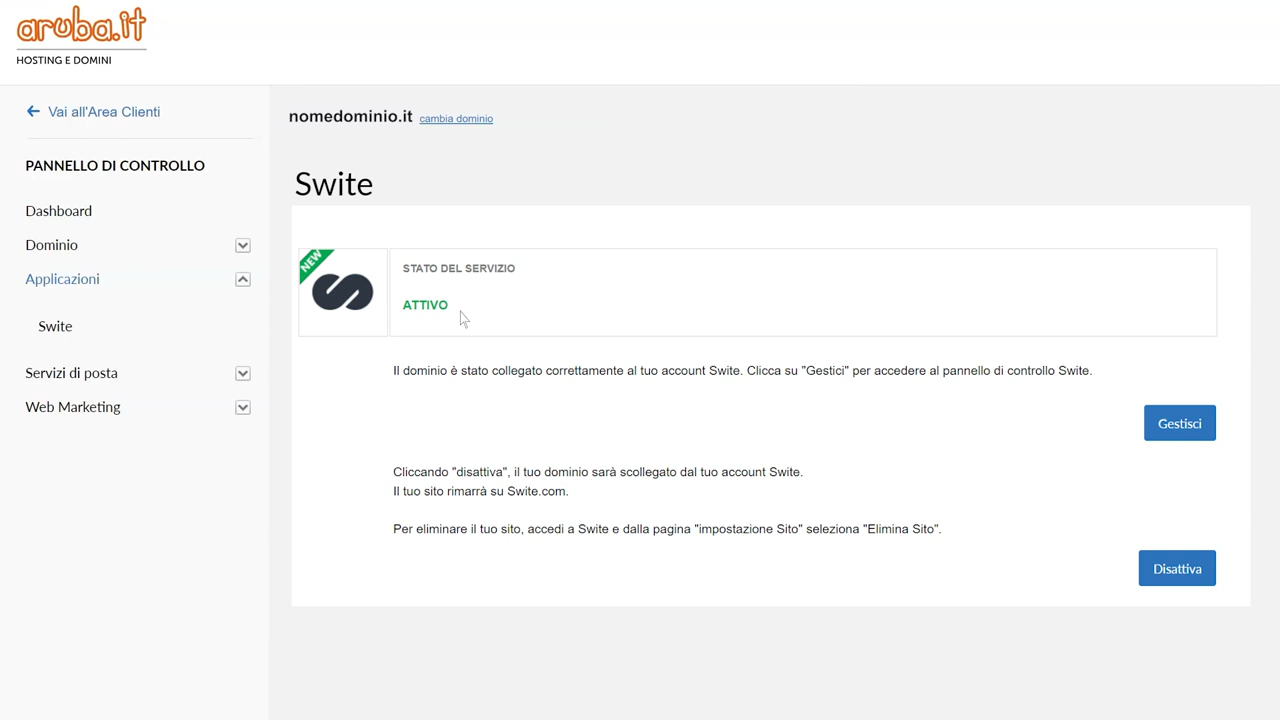 aruba.it
HOSTING E DOMINI
Vai all'Area Clienti
PANNELLO DI CONTROLLO
Dashboard
Dominio
Applicazioni
Swite
Servizi di posta
Web Marketing
nomedominio.it cambia dominio
Swite
NEW
STATO DEL SERVIZIO
ATTIVO
Il dominio è stato collegato correttamente al tuo account Swite. Clicca su "Gestici" per accedere al pannello di controllo Swite.
Gestisci
Cliccando "disattiva", il tuo dominio sarà scollegato dal tuo account Swite.
Il tuo sito rimarrà su Swite.com.
Per eliminare il tuo sito, accedi a Swite e dalla pagina "impostazione Sito" seleziona "Elimina Sito".
Disattiva